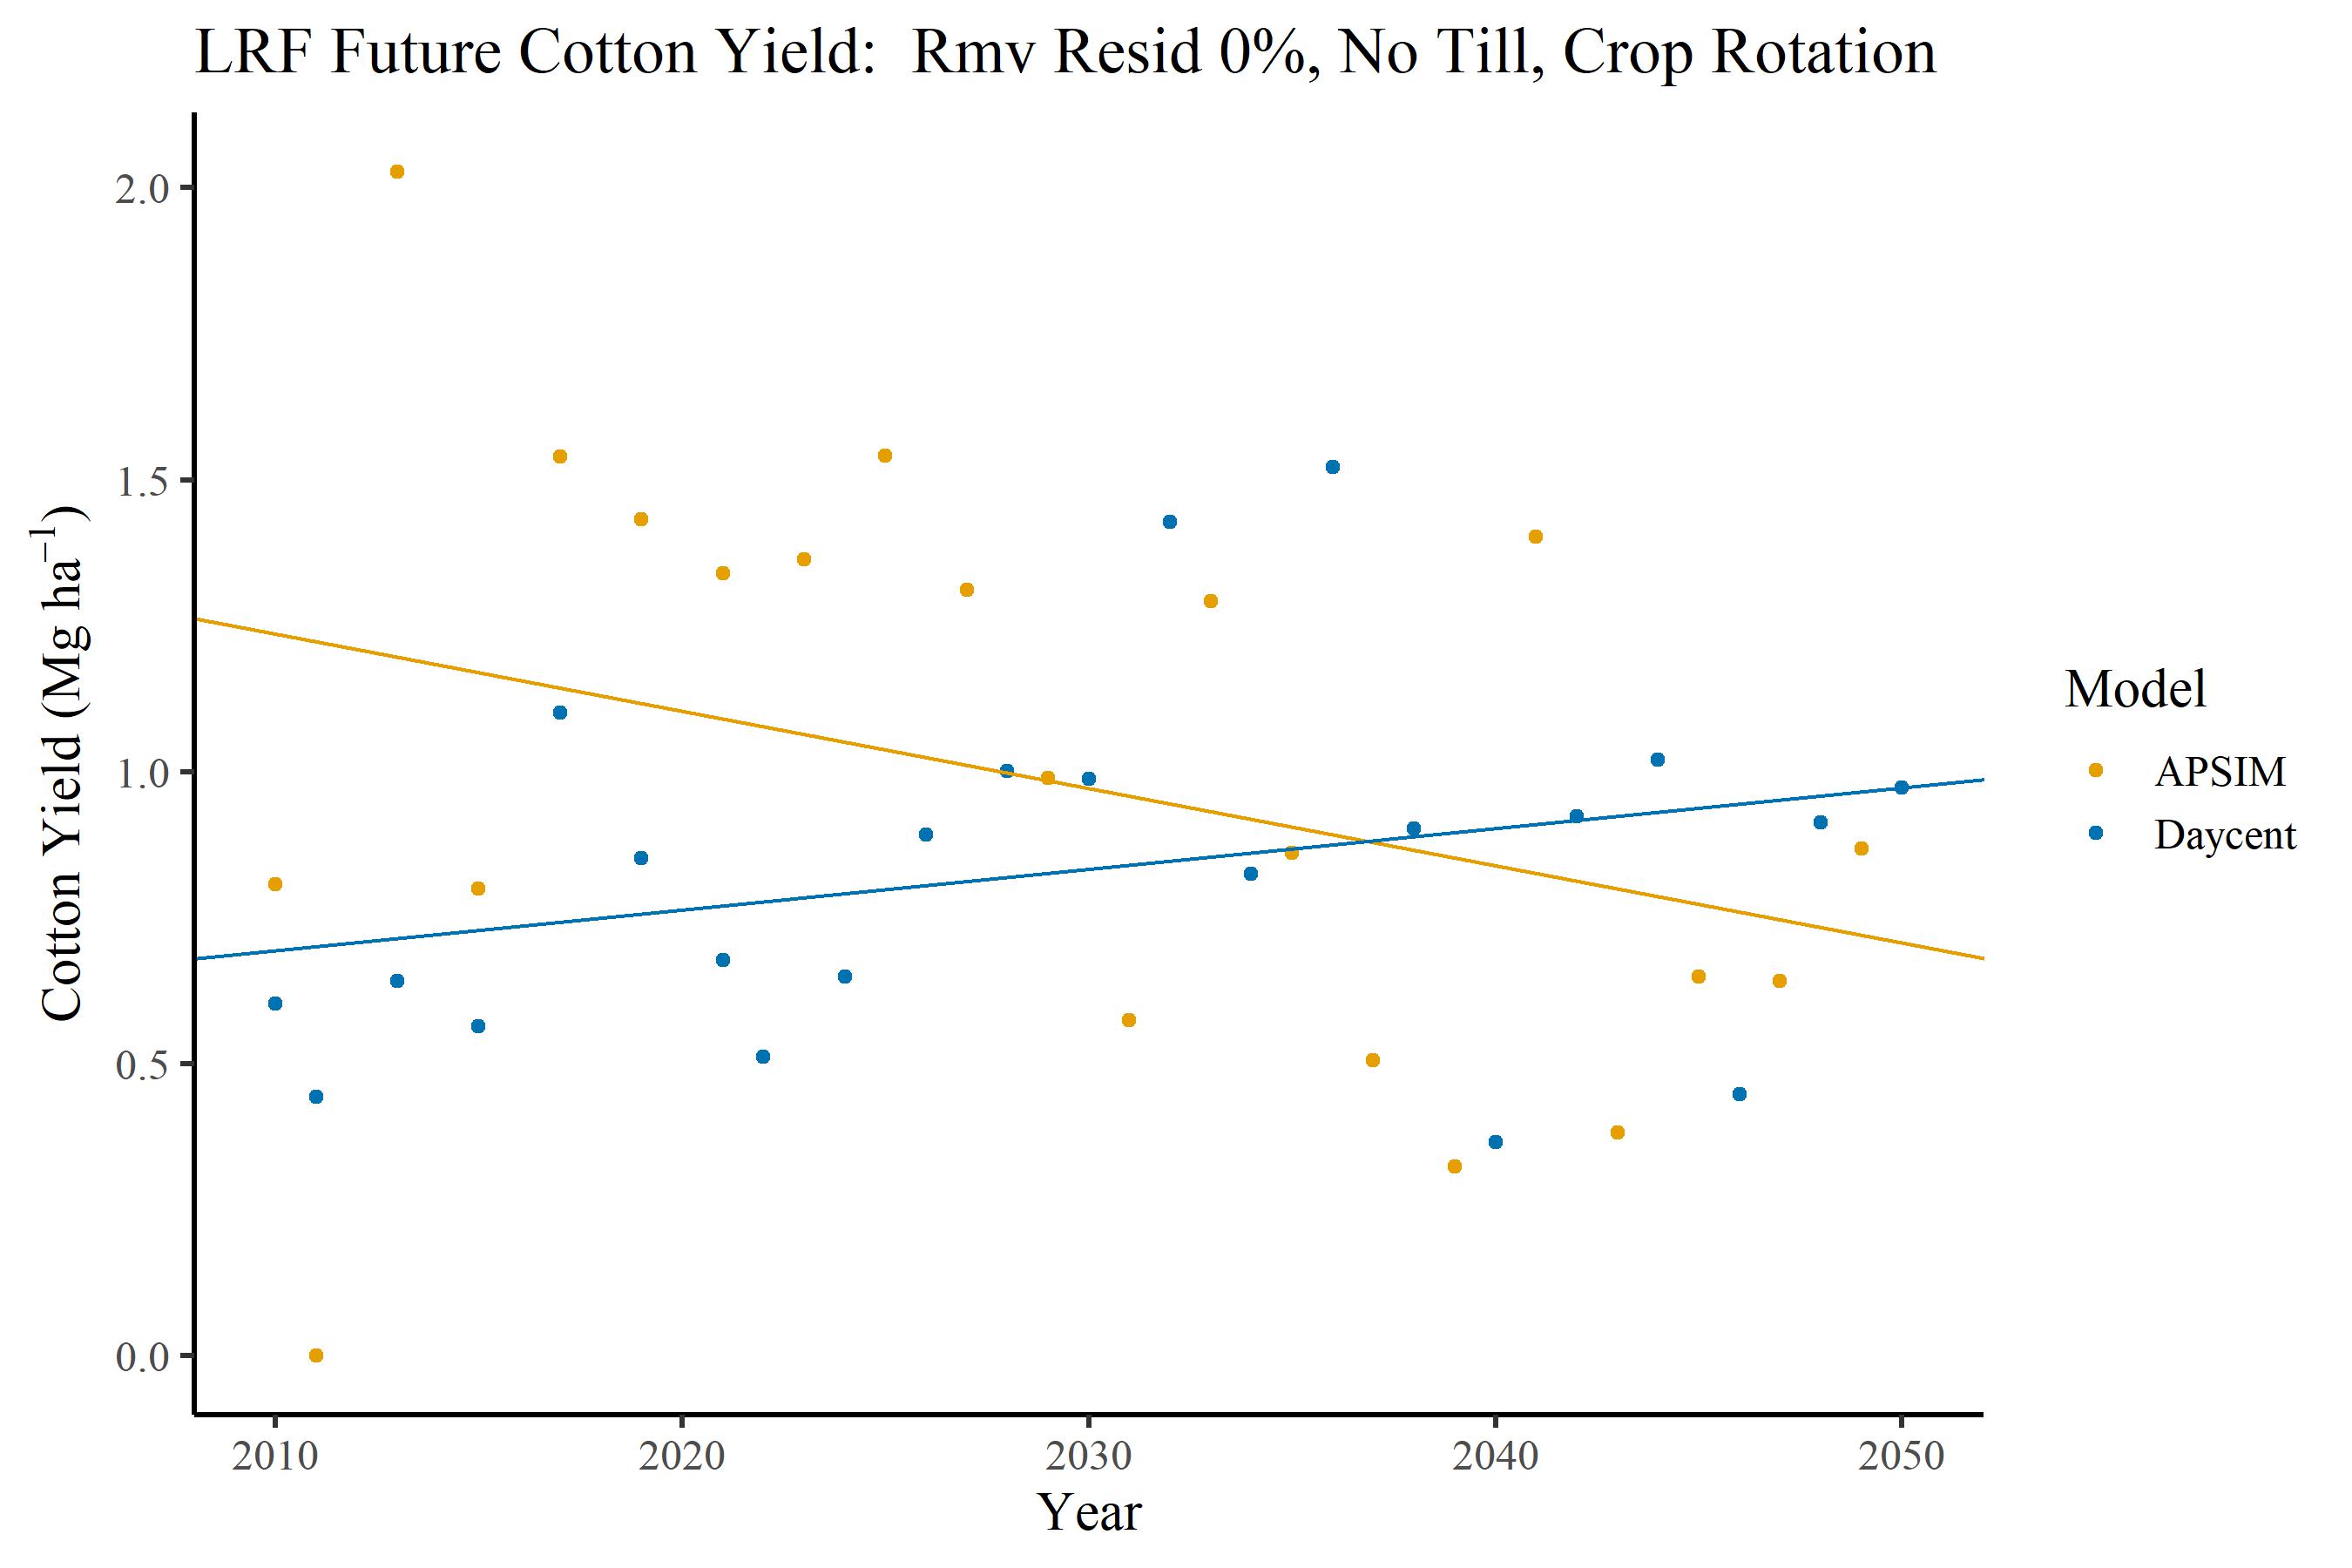 LRF Future Cotton Yield:  Rmv Resid 0%, No Till, Crop Rotation
Cotton Yield (Mg ha⁻¹)
2.0
1.5
1.0
0.5
0.0
2010 2020 2030 2040 2050
Year
Model
APSIM
Daycent